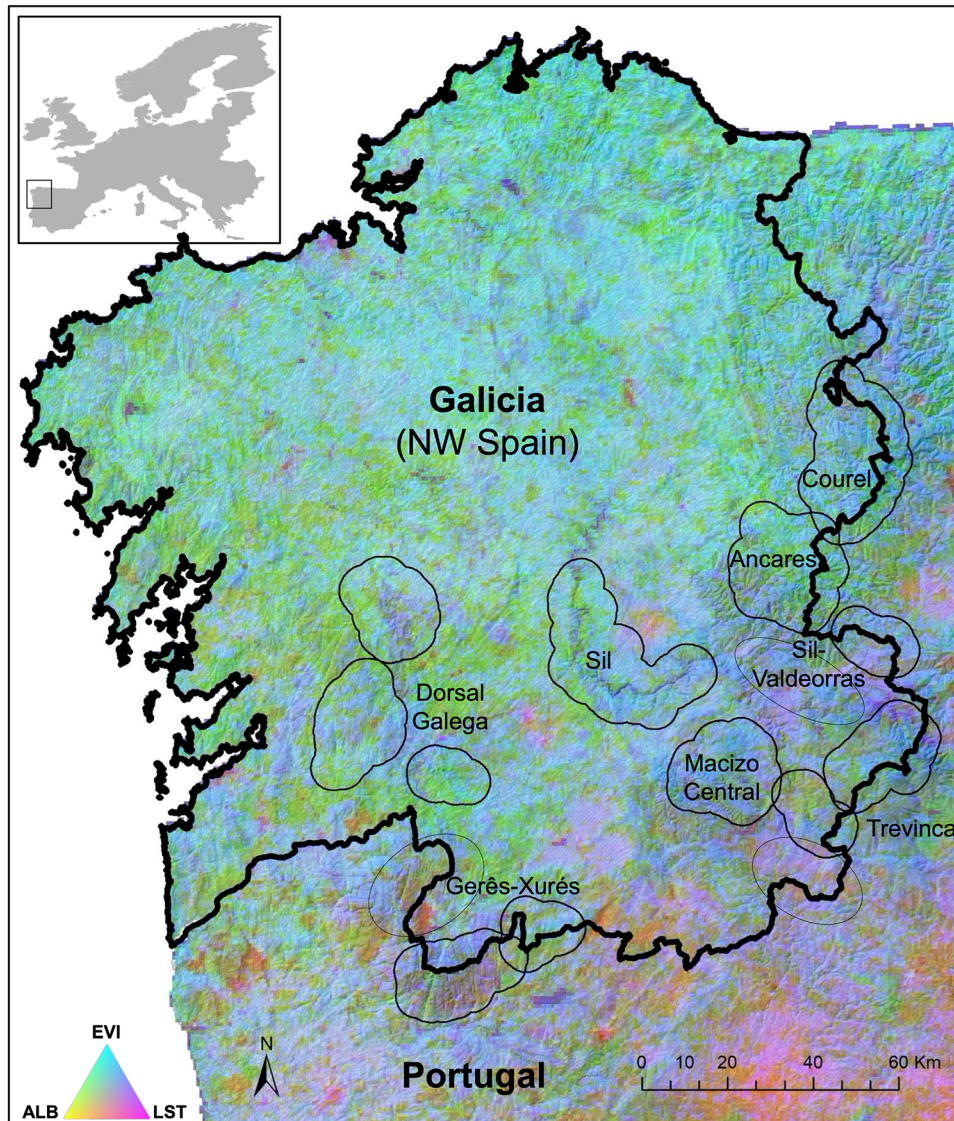 Galicia
(NW Spain)
Courel
Ancares
Sil-
Valdeorras
Sil
Dorsal
Galega
Macizo
Central
Trevinca
Gerês-Xurés
Portugal
EVI
ALB
LST
N
0 10 20 40 60 Km